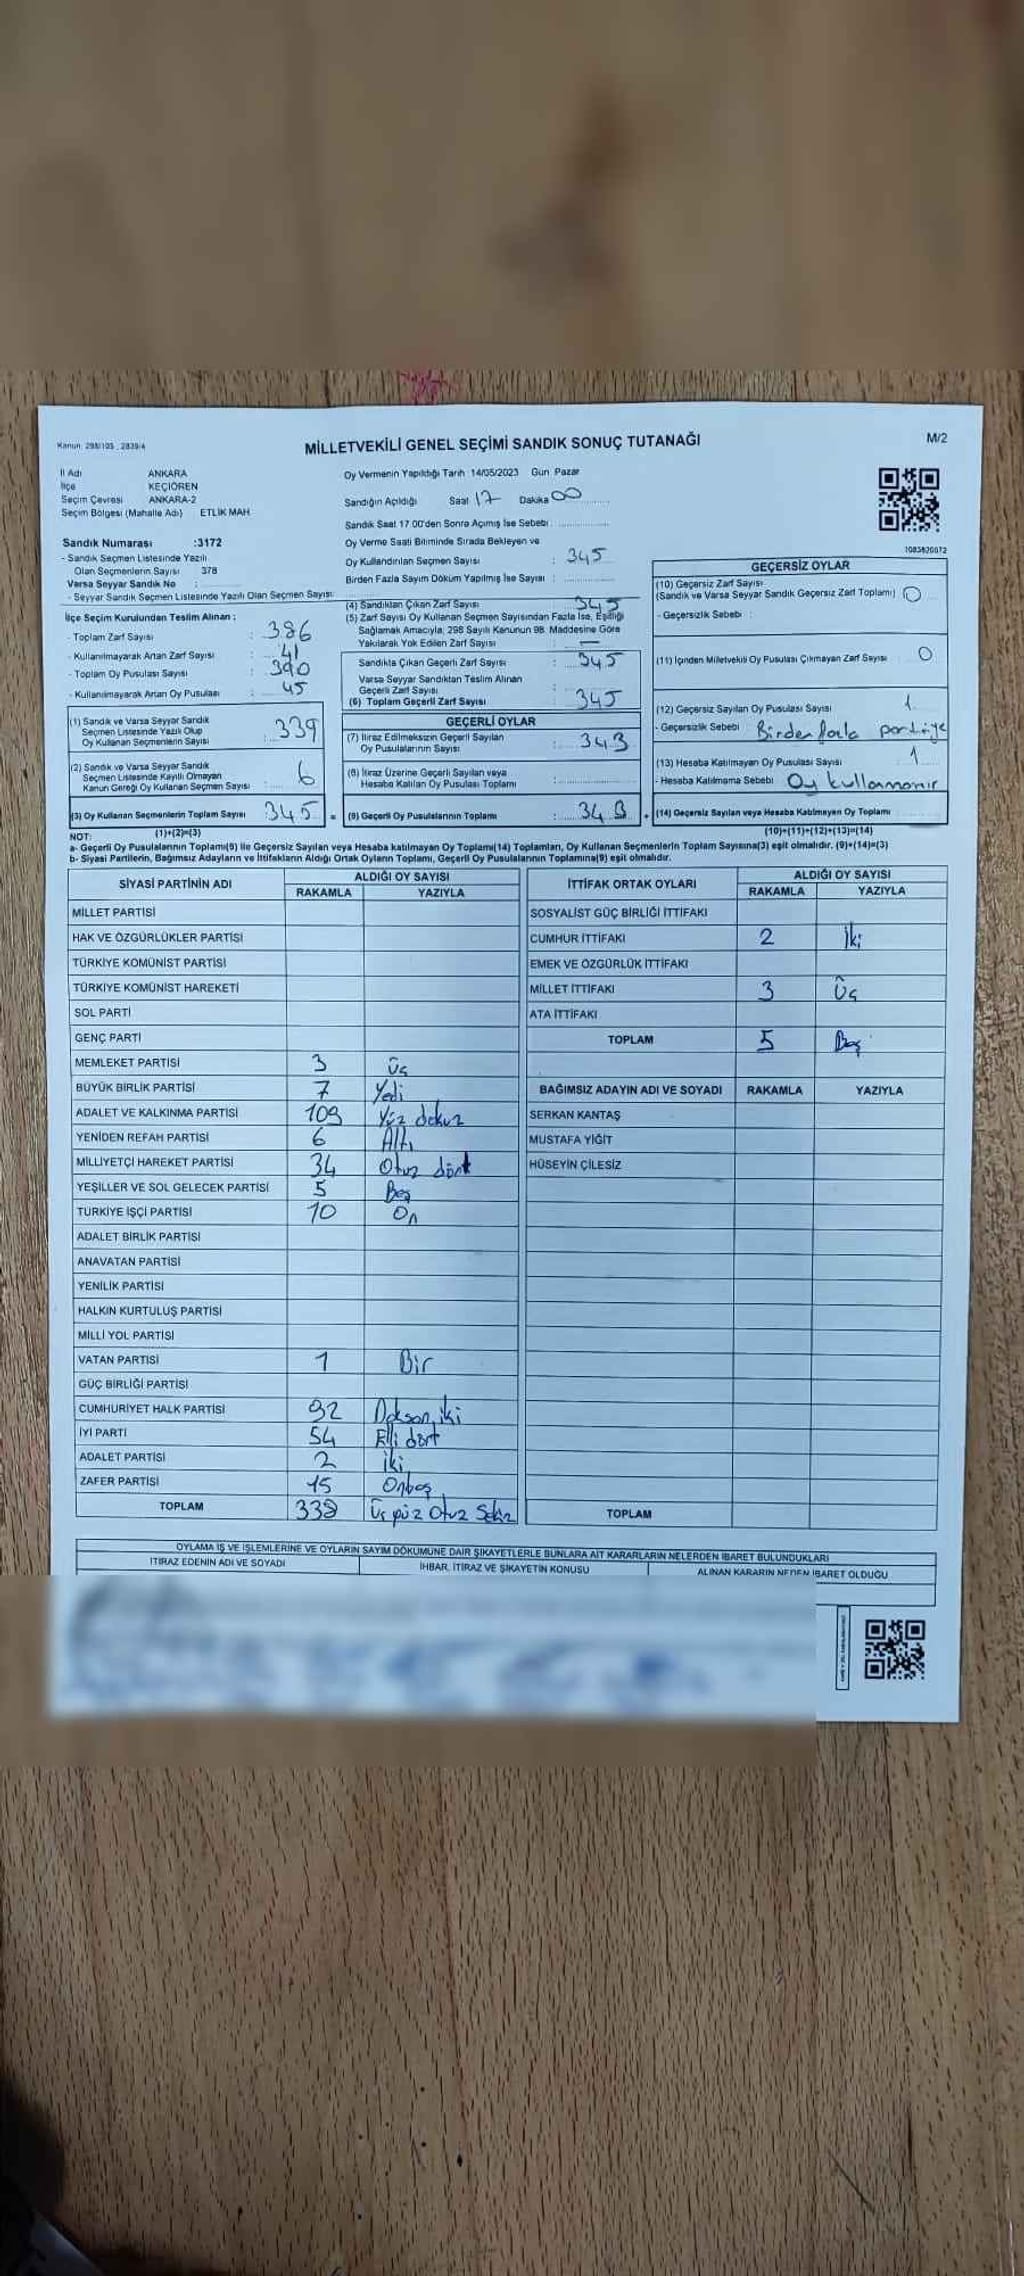 Kanun: 298/105 , 2839/4
MİLLETVEKİLİ GENEL SEÇİMİ SANDIK SONUÇ TUTANAĞI
M/2
İl Adı ANKARA
İlçe KEÇİÖREN
Seçim Çevresi ANKARA-2
Seçim Bölgesi (Mahalle Adı) ETLİK MAH.
Sandık Numarası :3172
- Sandık Seçmen Listesinde Yazılı
Olan Seçmenlerin Sayısı 378
Varsa Seyyar Sandık No :
- Seyyar Sandık Seçmen Listesinde Yazılı Olan Seçmen Sayısı:
Oy Vermenin Yapıldığı Tarih 14/05/2023 Gün Pazar
Sandığın Açıldığı Saat 17 Dakika 00
Sandık Saat 17.00'den Sonra Açmış İse Sebebi :
Oy Verme Saati Bitiminde Sırada Bekleyen ve
Oy Kullandırılan Seçmen Sayısı : 345
Birden Fazla Sayım Döküm Yapılmış İse Sayısı :
1083820072
İlçe Seçim Kurulundan Teslim Alınan :
- Toplam Zarf Sayısı : 386
- Kullanılmayarak Artan Zarf Sayısı : 41
- Toplam Oy Pusulası Sayısı : 390
- Kullanılmayarak Artan Oy Pusulası : 45
(1) Sandık ve Varsa Seyyar Sandık
Seçmen Listesinde Yazılı Olup
Oy Kullanan Seçmenlerin Sayısı : 339
(2) Sandık ve Varsa Seyyar Sandık
Seçmen Listesinde Kayıtlı Olmayan
Kanun Gereği Oy Kullanan Seçmen Sayısı : 6
(3) Oy Kullanan Seçmenlerin Toplam Sayısı : 345 =
(4) Sandıktan Çıkan Zarf Sayısı 345
(5) Zarf Sayısı Oy Kullanan Seçmen Sayısından Fazla İse, Eşitliği
Sağlamak Amacıyla; 298 Sayılı Kanunun 98. Maddesine Göre
Yakılarak Yok Edilen Zarf Sayısı : —
Sandıkta Çıkan Geçerli Zarf Sayısı : 345
Varsa Seyyar Sandıktan Teslim Alınan
Geçerli Zarf Sayısı :
(6) Toplam Geçerli Zarf Sayısı : 345
GEÇERLİ OYLAR
(7) İtiraz Edilmeksizin Geçerli Sayılan
Oy Pusulalarının Sayısı : 343
(8) İtiraz Üzerine Geçerli Sayılan veya
Hesaba Katılan Oy Pusulası Toplamı :
(9) Geçerli Oy Pusulalarının Toplamı : 343 +
GEÇERSİZ OYLAR
(10) Geçersiz Zarf Sayısı
(Sandık ve Varsa Seyyar Sandık Geçersiz Zarf Toplamı) 0
- Geçersizlik Sebebi :
(11) İçinden Milletvekili Oy Pusulası Çıkmayan Zarf Sayısı : 0
(12) Geçersiz Sayılan Oy Pusulası Sayısı : 1
- Geçersizlik Sebebi : Birden fazla partiye
(13) Hesaba Katılmayan Oy Pusulası Sayısı : 1
- Hesaba Katılmama Sebebi :
(14) Geçersiz Sayılan veya Hesaba Katılmayan Oy Toplamı :
NOT: (1)+(2)=(3) (10)+(11)+(12)+(13)=(14)
a- Geçerli Oy Pusulalarının Toplamı(9) ile Geçersiz Sayılan veya Hesaba katılmayan Oy Toplamı(14) Toplamları, Oy Kullanan Seçmenlerin Toplam Sayısına(3) eşit olmalıdır. (9)+(14)=(3)
b- Siyasi Partilerin, Bağımsız Adayların ve İttifakların Aldığı Ortak Oyların Toplamı, Geçerli Oy Pusulalarının Toplamına(9) eşit olmalıdır.
SİYASİ PARTİNİN ADI ALDIĞI OY SAYISI
RAKAMLA YAZIYLA
MİLLET PARTİSİ
HAK VE ÖZGÜRLÜKLER PARTİSİ
TÜRKİYE KOMÜNİST PARTİSİ
TÜRKİYE KOMÜNİST HAREKETİ
SOL PARTİ
GENÇ PARTİ
MEMLEKET PARTİSİ 3 Üç
BÜYÜK BİRLİK PARTİSİ 7 Yedi
ADALET VE KALKINMA PARTİSİ 109 Yüz dokuz
YENİDEN REFAH PARTİSİ 6 Altı
MİLLİYETÇİ HAREKET PARTİSİ 34 Otuz dört
YEŞİLLER VE SOL GELECEK PARTİSİ 5 Beş
TÜRKİYE İŞÇİ PARTİSİ 10 On
ADALET BİRLİK PARTİSİ
ANAVATAN PARTİSİ
YENİLİK PARTİSİ
HALKIN KURTULUŞ PARTİSİ
MİLLİ YOL PARTİSİ
VATAN PARTİSİ 1 Bir
GÜÇ BİRLİĞİ PARTİSİ
CUMHURİYET HALK PARTİSİ 92 Doksan iki
İYİ PARTİ 54 Elli dört
ADALET PARTİSİ 2 iki
ZAFER PARTİSİ 15 Onbeş
TOPLAM 338 Üç yüz Otuz Sekiz
İTTİFAK ORTAK OYLARI ALDIĞI OY SAYISI
RAKAMLA YAZIYLA
SOSYALİST GÜÇ BİRLİĞİ İTTİFAKI
CUMHUR İTTİFAKI 2 İki
EMEK VE ÖZGÜRLÜK İTTİFAKI
MİLLET İTTİFAKI 3 Üç
ATA İTTİFAKI
TOPLAM 5 Beş
BAĞIMSIZ ADAYIN ADI VE SOYADI RAKAMLA YAZIYLA
SERKAN KANTAŞ
MUSTAFA YİĞİT
HÜSEYİN ÇİLESİZ
TOPLAM
OYLAMA İŞ VE İŞLEMLERİNE VE OYLARIN SAYIM DÖKÜMÜNE DAİR ŞİKAYETLERLE BUNLARA AİT KARARLARIN NELERDEN İBARET BULUNDUKLARI
İTİRAZ EDENİN ADI VE SOYADI İHBAR, İTİRAZ VE ŞİKAYETİN KONUSU ALINAN KARARIN NEDEN İBARET OLDUĞU